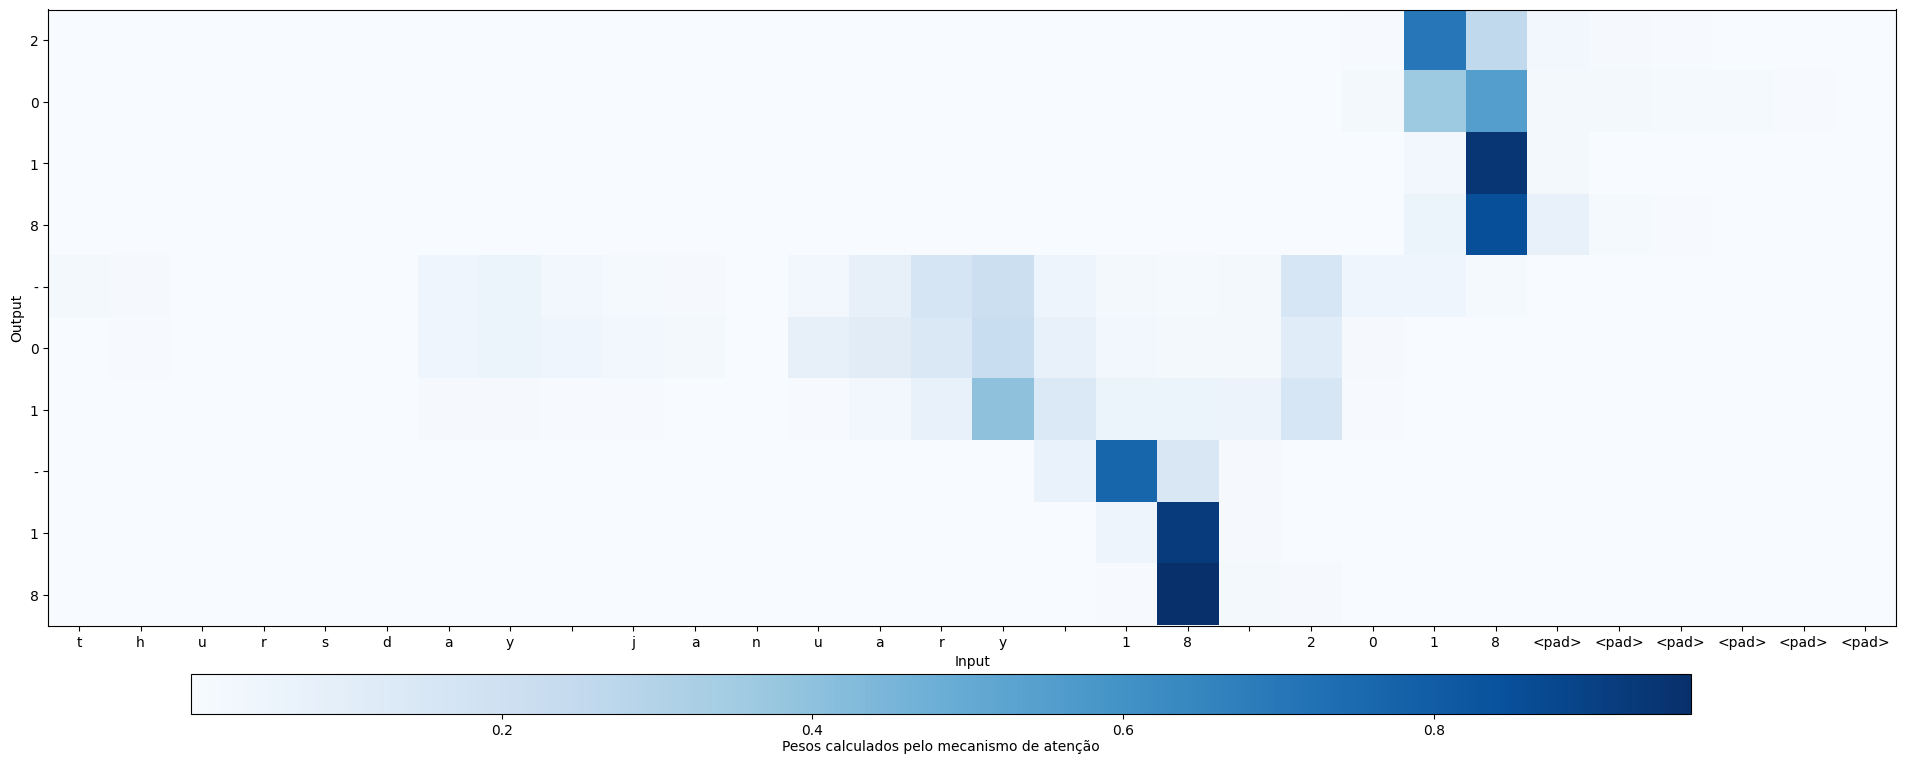 2
0
1
8
-
0
1
-
1
8
Output
t h u r s d a y j a n u a r y 1 8 2 0 1 8 <pad> <pad> <pad> <pad> <pad> <pad>
Input
0.2 0.4 0.6 0.8
Pesos calculados pelo mecanismo de atenção